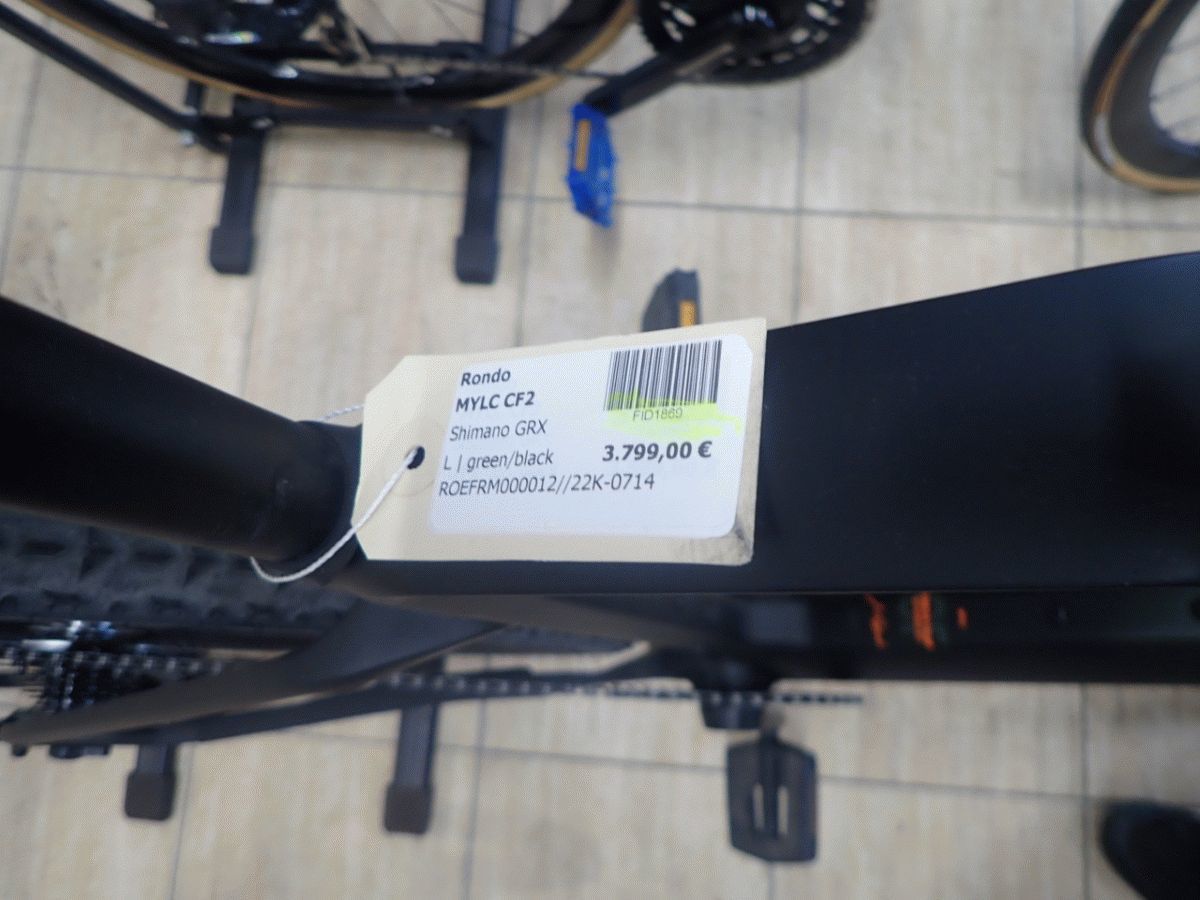 Rondo
MYLC CF2
Shimano GRX
FID1869
L | green/black
3.799,00 €
ROEFRM000012//22K-0714